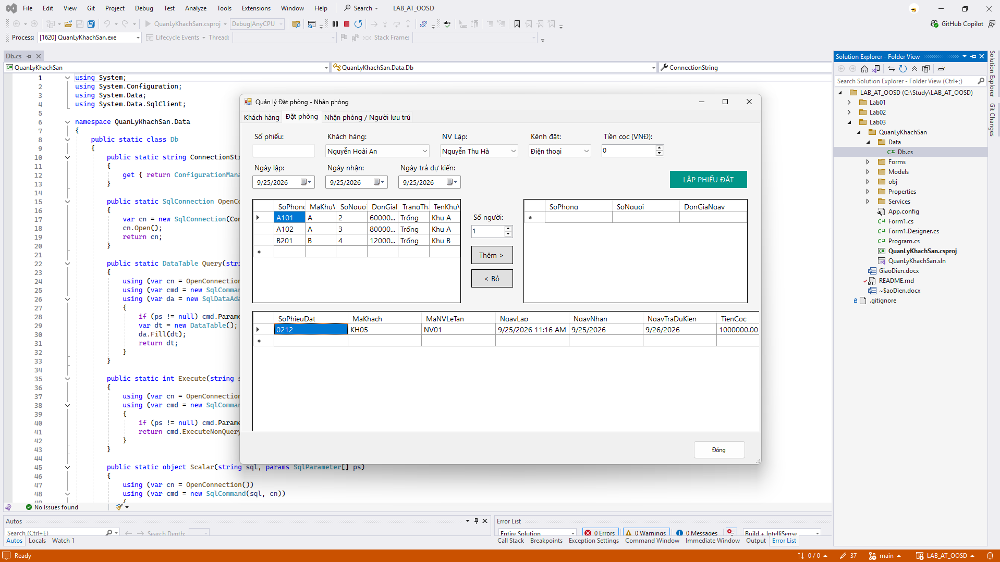 File Edit View Git Project Debug Test Analyze Tools Extensions Window Help Search LAB_AT_OOSD
QuanLyKhachSan.csproj Debug|AnyCPU GitHub Copilot
Process: [1620] QuanLyKhachSan.exe Lifecycle Events Thread: Stack Frame:
Db.cs
QuanLyKhachSan QuanLyKhachSan.Data.Db ConnectionString
1 using System;
2 using System.Configuration;
3 using System.Data;
4 using System.Data.SqlClient;
5
6 namespace QuanLyKhachSan.Data
7 {
8 public static class Db
9 {
10 public static string ConnectionStr
11 {
12 get { return ConfigurationMana
13 }
14
15 public static SqlConnection OpenCo
16 {
17 var cn = new SqlConnection(Con
18 cn.Open();
19 return cn;
20 }
21
22 public static DataTable Query(stri
23 {
24 using (var cn = OpenConnection
25 using (var cmd = new SqlComman
26 using (var da = new SqlDataAda
27 {
28 if (ps != null) cmd.Parame
29 var dt = new DataTable();
30 da.Fill(dt);
31 return dt;
32 }
33 }
34
35 public static int Execute(string s
36 {
37 using (var cn = OpenConnection
38 using (var cmd = new SqlComman
39 {
40 if (ps != null) cmd.Parame
41 return cmd.ExecuteNonQuery
42 }
43 }
44
45 public static object Scalar(string sql, params SqlParameter[] ps)
46 {
47 using (var cn = OpenConnection())
48 using (var cmd = new SqlCommand(sql, cn))
{
No issues found
Quản lý Đặt phòng - Nhận phòng
Khách hàng Đặt phòng Nhận phòng / Người lưu trú
Số phiếu: Khách hàng: NV Lập: Kênh đặt: Tiền cọc (VNĐ):
Nguyễn Hoài An Nguyễn Thu Hà Điện thoại 0
Ngày lập: Ngày nhận: Ngày trả dự kiến:
9/25/2026 9/25/2026 9/25/2026 LẬP PHIẾU ĐẶT
SoPhong MaKhuV SoNguoi DonGiaN TrangTh TenKhuV
A101 A 2 60000... Trống Khu A
A102 A 3 80000... Trống Khu A
B201 B 4 12000... Trống Khu B
*
Số người:
1
Thêm >
< Bỏ
SoPhong SoNguoi DonGiaNgay
*
SoPhieuDat MaKhach MaNVLeTan NgayLap NgayNhan NgayTraDuKien TienCoc
0212 KH05 NV01 9/25/2026 11:16 AM 9/25/2026 9/26/2026 1000000.00
*
Đóng
Solution Explorer - Folder View
Search Solution Explorer - Folder View (Ctrl+;)
LAB_AT_OOSD (C:\Study\LAB_AT_OOSD)
Lab01
Lab02
Lab03
QuanLyKhachSan
Data
C# Db.cs
Forms
Models
obj
Properties
Services
App.config
C# Form1.cs
C# Form1.Designer.cs
C# Program.cs
QuanLyKhachSan.csproj
QuanLyKhachSan.sln
GiaoDien.docx
README.md
~$aoDien.docx
.gitignore
Solution Explorer
Git Changes
Autos
Search (Ctrl+E) Search Depth:
Autos Locals Watch 1
Error List
Entire Solution 0 Errors 0 Warnings 0 Messages Build + IntelliSense
Call Stack Breakpoints Exception Settings Command Window Immediate Window Output Error List
Ready 0 / 0 37 main LAB_AT_OOSD